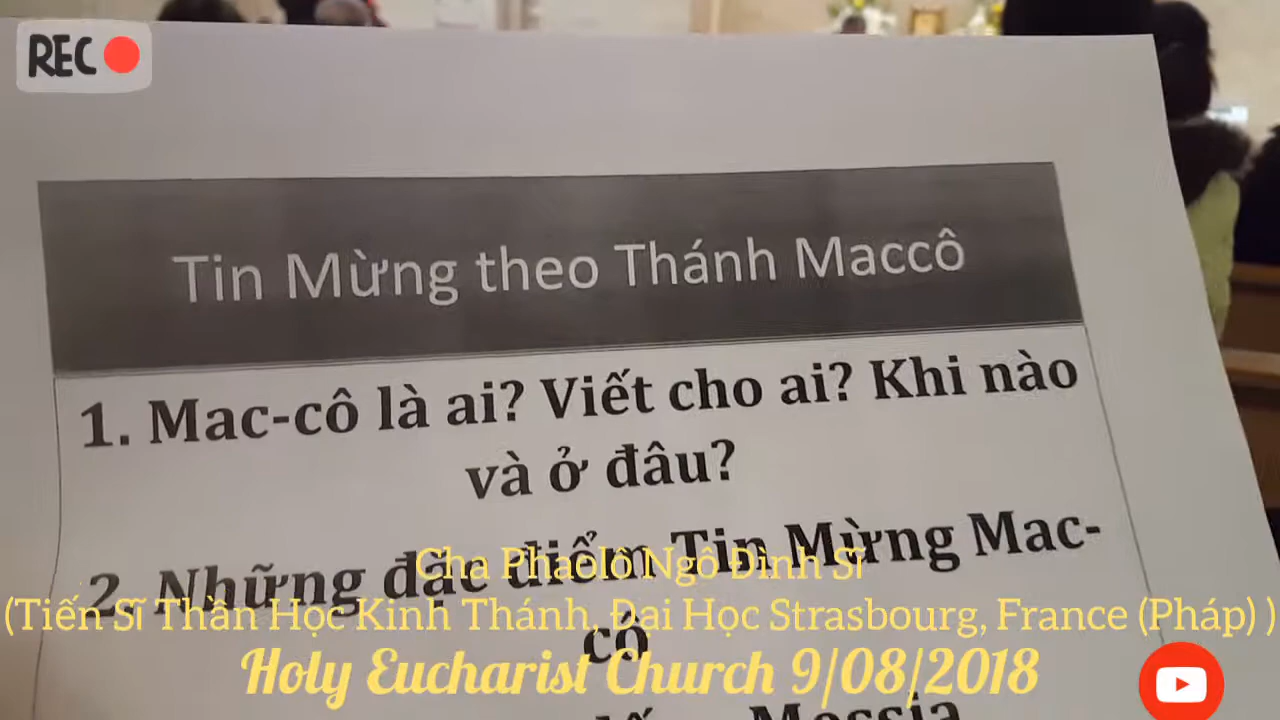 REC
Tin Mừng theo Thánh Maccô
1. Mac-cô là ai? Viết cho ai? Khi nào
và ở đâu?
2. Những đặc điểm Tin Mừng Mac-
cô
Messia
Cha Phaolô Ngô Đình Sĩ
(Tiến Sĩ Thần Học Kinh Thánh, Đại Học Strasbourg, France (Pháp) )
Holy Eucharist Church 9/08/2018